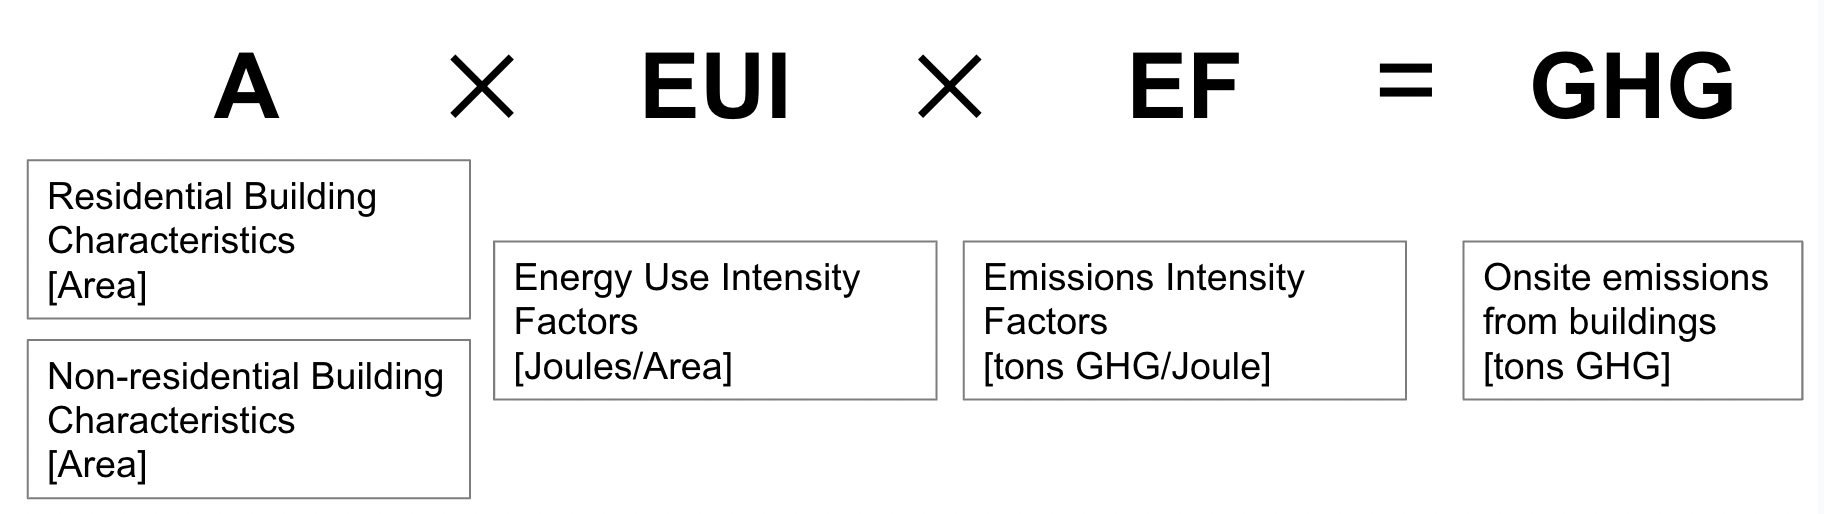 A × EUI × EF = GHG
Residential Building
Characteristics
[Area]
Non-residential Building
Characteristics
[Area]
Energy Use Intensity
Factors
[Joules/Area]
Emissions Intensity
Factors
[tons GHG/Joule]
Onsite emissions
from buildings
[tons GHG]